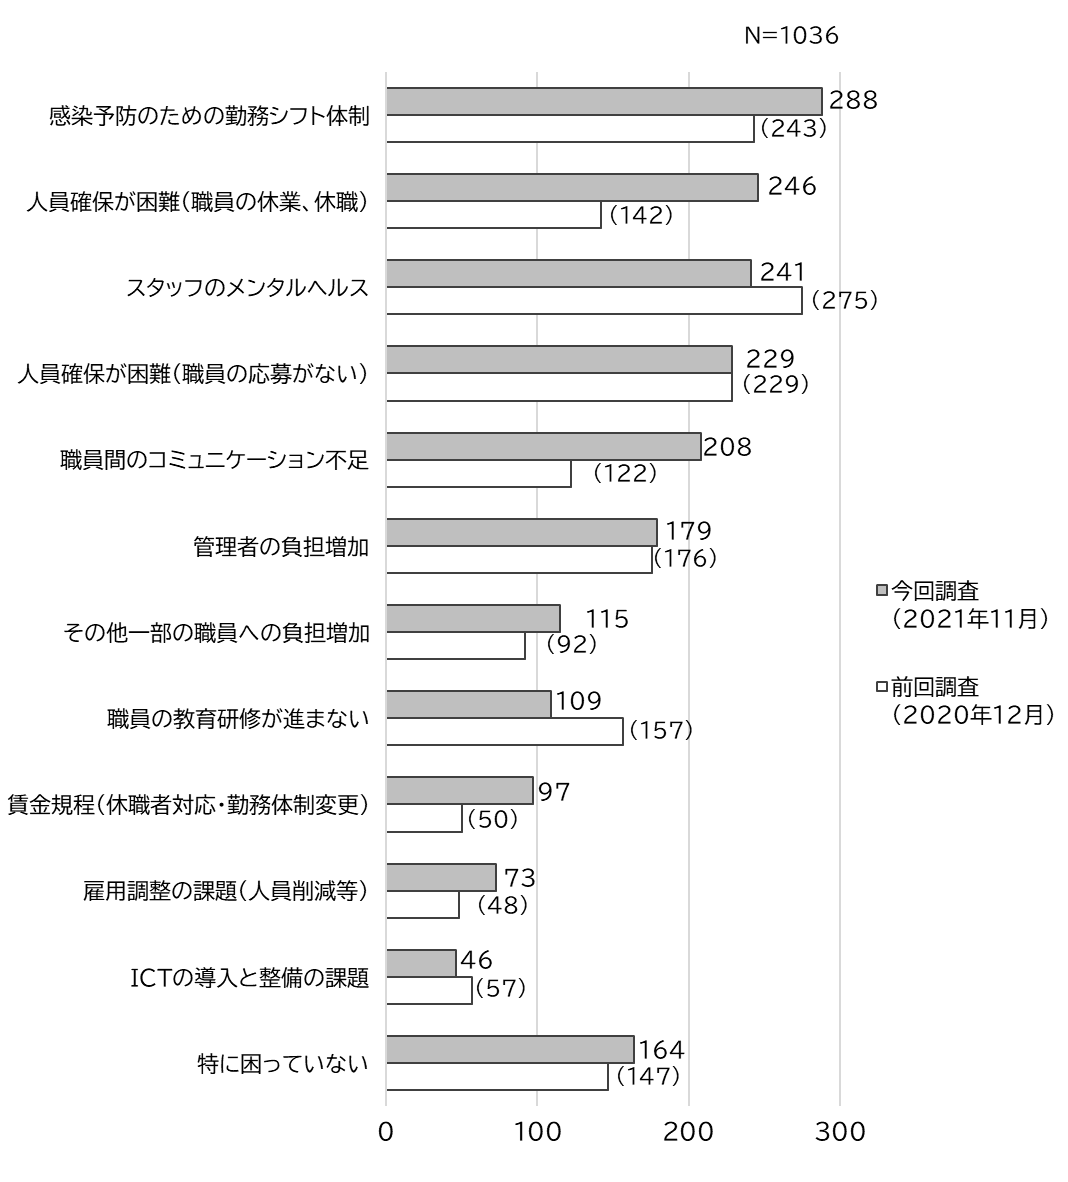 N=1036
感染予防のための勤務シフト体制
288
(243)
人員確保が困難(職員の休業、休職)
246
(142)
スタッフのメンタルヘルス
241
(275)
人員確保が困難(職員の応募がない)
229
(229)
職員間のコミュニケーション不足
208
(122)
管理者の負担増加
179
(176)
その他一部の職員への負担増加
115
(92)
職員の教育研修が進まない
109
(157)
賃金規程(休職者対応・勤務体制変更)
97
(50)
雇用調整の課題(人員削減等)
73
(48)
ICTの導入と整備の課題
46
(57)
特に困っていない
164
(147)
0 100 200 300
今回調査
(2021年11月)
前回調査
(2020年12月)